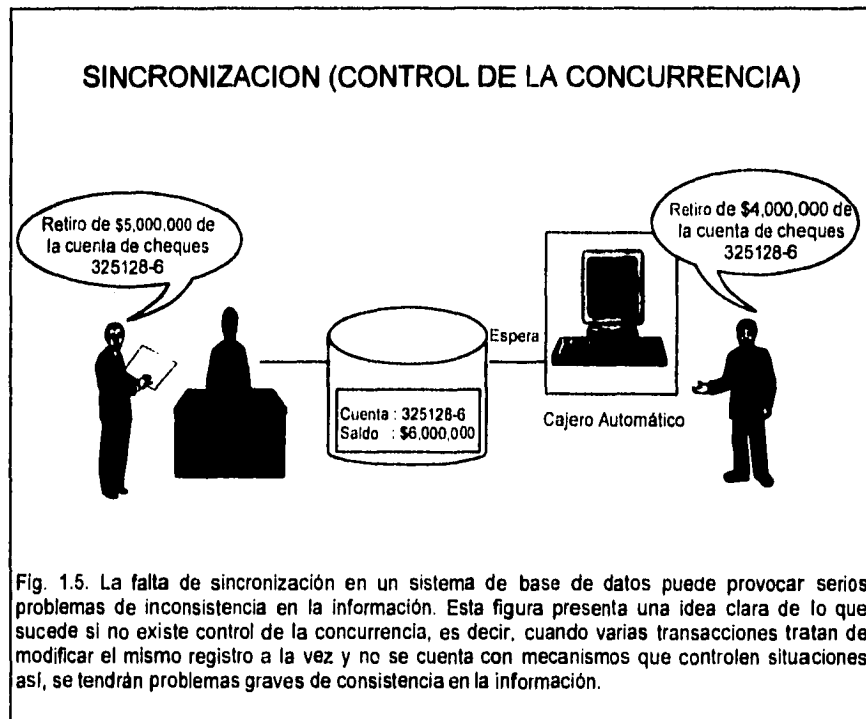 SINCRONIZACION (CONTROL DE LA CONCURRENCIA)
Retiro de $5,000,000 de
la cuenta de cheques
325128-6
Retiro de $4,000,000 de
la cuenta de cheques
325128-6
Espera
Cuenta : 325128-6
Saldo : $6,000,000
Cajero Automático
Fig. 1.5. La falta de sincronización en un sistema de base de datos puede provocar serios
problemas de inconsistencia en la información. Esta figura presenta una idea clara de lo que
sucede si no existe control de la concurrencia, es decir, cuando varias transacciones tratan de
modificar el mismo registro a la vez y no se cuenta con mecanismos que controlen situaciones
así, se tendrán problemas graves de consistencia en la información.